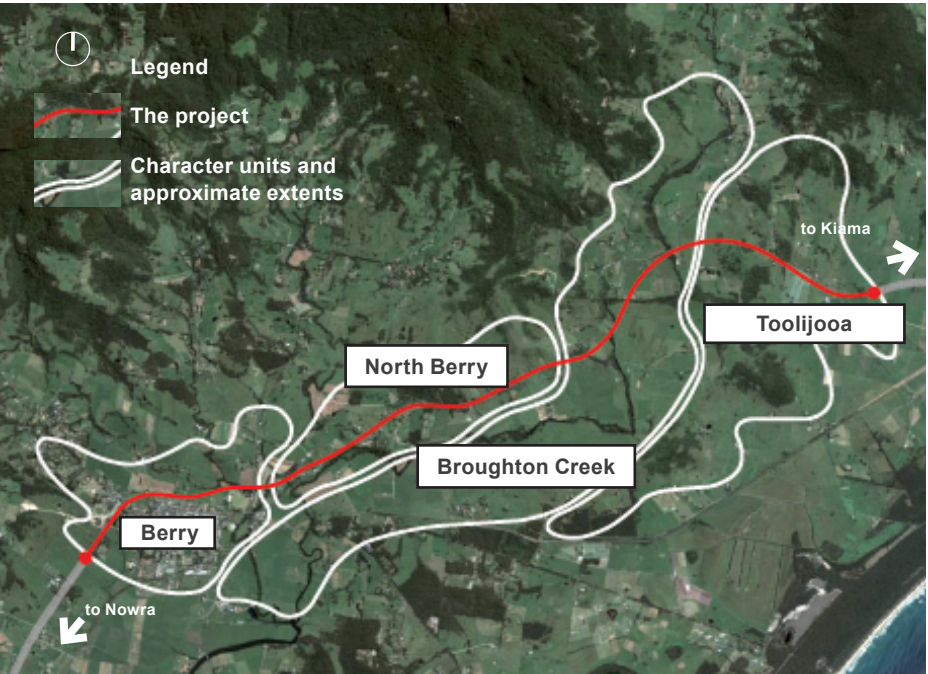 Legend
The project
Character units and
approximate extents
to Kiama
Toolijooa
North Berry
Broughton Creek
Berry
to Nowra